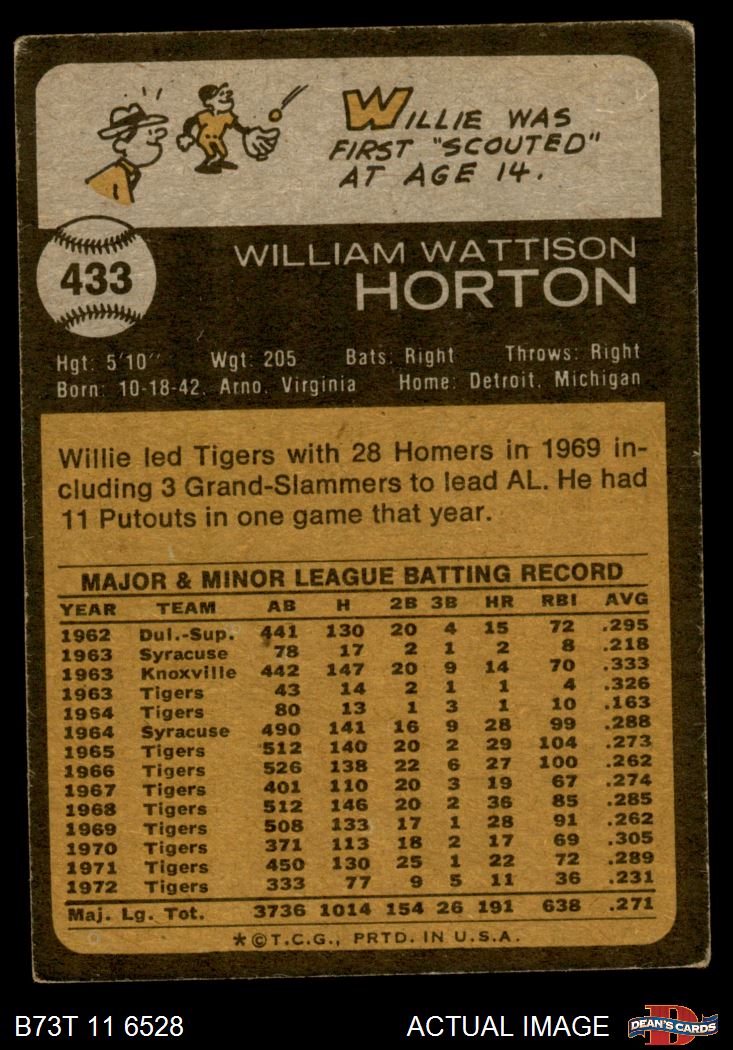 WILLIE WAS
FIRST "SCOUTED"
AT AGE 14.
433
WILLIAM WATTISON
HORTON
Hgt: 5'10" Wgt: 205 Bats: Right Throws: Right
Born: 10-18-42, Arno, Virginia Home: Detroit, Michigan
Willie led Tigers with 28 Homers in 1969 in-
cluding 3 Grand-Slammers to lead AL. He had
11 Putouts in one game that year.
MAJOR & MINOR LEAGUE BATTING RECORD
YEAR TEAM AB H 2B 3B HR RBI AVG
1962 Dul.-Sup. 441 130 20 4 15 72 .295
1963 Syracuse 78 17 2 1 2 8 .218
1963 Knoxville 442 147 20 9 14 70 .333
1963 Tigers 43 14 2 1 1 4 .326
1964 Tigers 80 13 1 3 1 10 .163
1964 Syracuse 490 141 16 9 28 99 .288
1965 Tigers 512 140 20 2 29 104 .273
1966 Tigers 526 138 22 6 27 100 .262
1967 Tigers 401 110 20 3 19 67 .274
1968 Tigers 512 146 20 2 36 85 .285
1969 Tigers 508 133 17 1 28 91 .262
1970 Tigers 371 113 18 2 17 69 .305
1971 Tigers 450 130 25 1 22 72 .289
1972 Tigers 333 77 9 5 11 36 .231
Maj. Lg. Tot. 3736 1014 154 26 191 638 .271
*©T.C.G., PRTD. IN U.S.A.
B73T 11 6528 ACTUAL IMAGE D DEAN'S CARDS